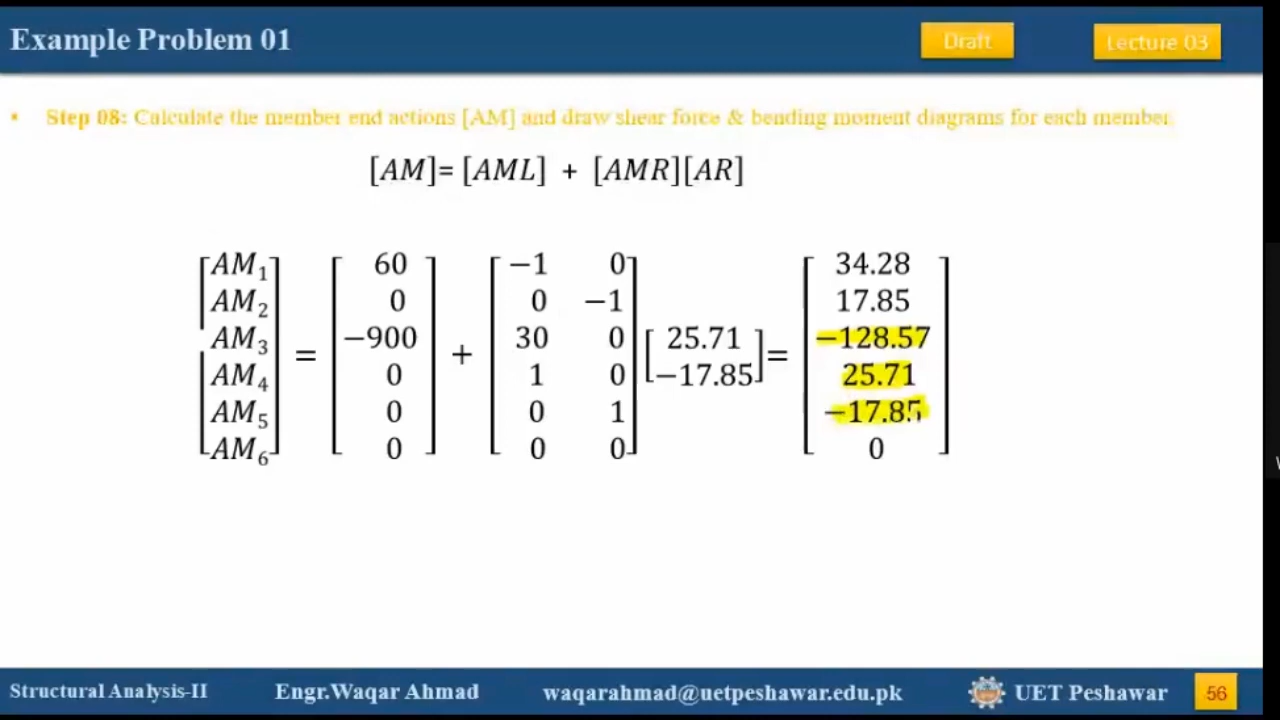 Example Problem 01
Draft
Lecture 03
• Step 08: Calculate the member end actions [AM] and draw shear force & bending moment diagrams for each member.
[AM]= [AML] + [AMR][AR]
AM₁ 60 −1 0 34.28
AM₂ 0 0 −1 17.85
AM₃ −900 30 0 25.71 −128.57
= + =
AM₄ 0 1 0 −17.85 25.71
AM₅ 0 0 1 −17.85
AM₆ 0 0 0 0
Structural Analysis-II Engr.Waqar Ahmad waqarahmad@uetpeshawar.edu.pk UET Peshawar 56